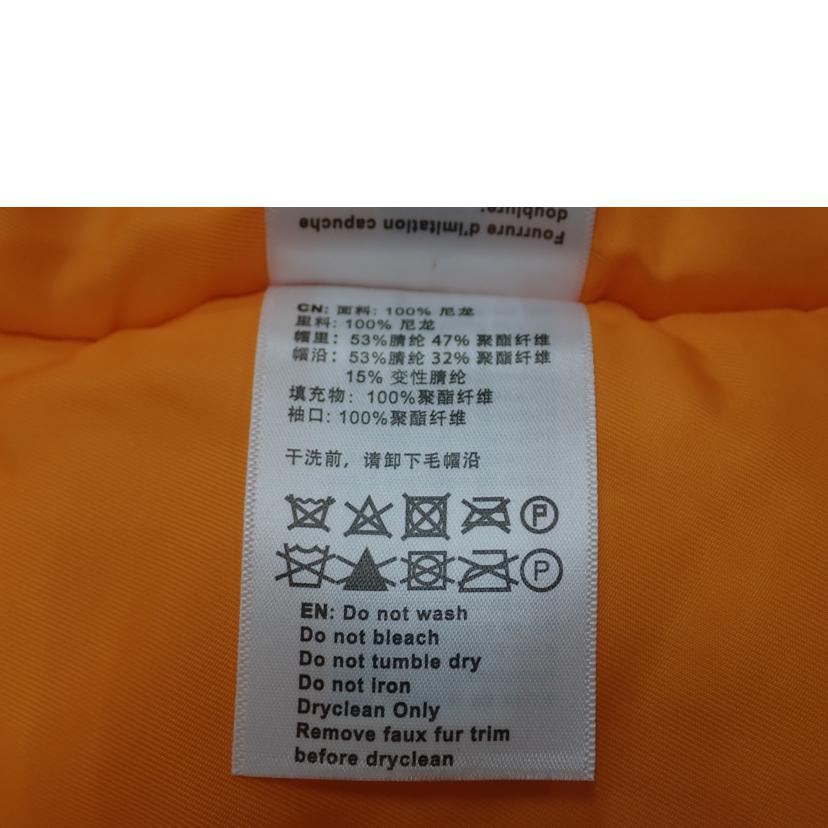 doublure:
Fourrure d'imitation capuche
CN: 面料: 100% 尼龙
里料: 100% 尼龙
帽里: 53%腈纶 47% 聚酯纤维
帽沿: 53%腈纶 32% 聚酯纤维
15% 变性腈纶
填充物: 100%聚酯纤维
袖口: 100%聚酯纤维
干洗前, 请卸下毛帽沿
P
P
EN: Do not wash
Do not bleach
Do not tumble dry
Do not iron
Dryclean Only
Remove faux fur trim
before dryclean